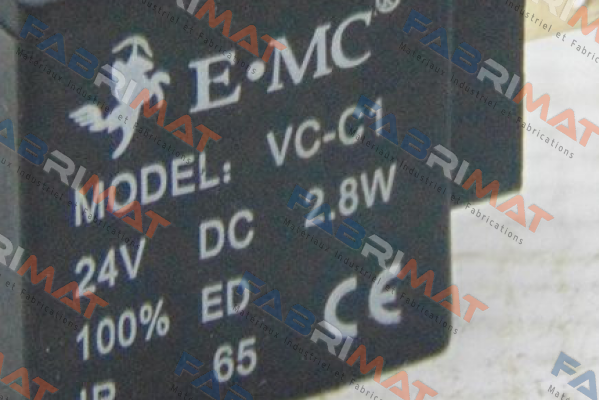 E·MC®
MODEL: VC-C1
24V DC 2.8W
100% ED CE
IP 65
FABRIMAT